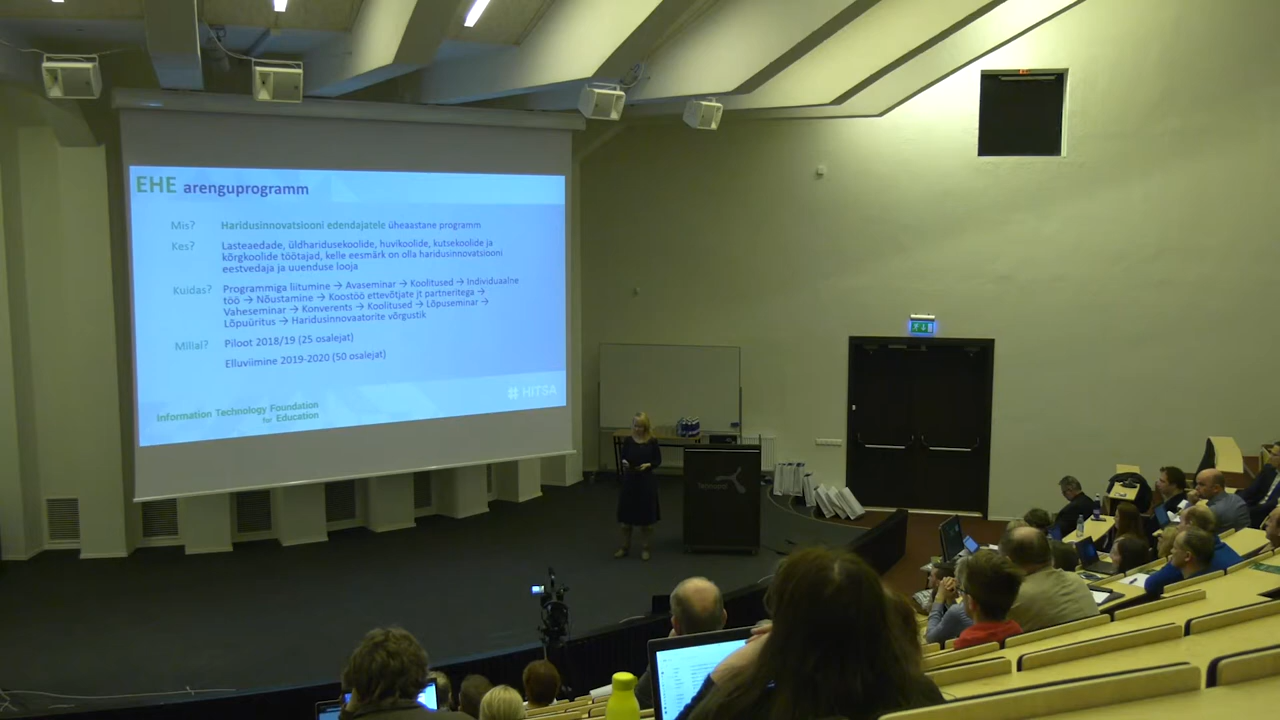 EHE arenguprogramm
Mis? Haridusinnovatsiooni edendajatele üheaastane programm
Kes? Lasteaedade, üldhariduskoolide, huvikoolide, kutsekoolide ja
kõrgkoolide töötajad, kelle eesmärk on olla haridusinnovatsiooni
eestvedaja ja uuenduse looja
Kuidas? Programmiga liitumine → Avaseminar → Koolitused → Individuaalne
töö → Nõustamine → Koostöö ettevõtjate jt partneritega →
Vaheseminar → Konverents → Koolitused → Lõpuseminar →
Lõpuüritus → Haridusinnovaatorite võrgustik
Millal? Piloot 2018/19 (25 osalejat)
Elluviimine 2019-2020 (50 osalejat)
HITSA
Information Technology Foundation
for Education